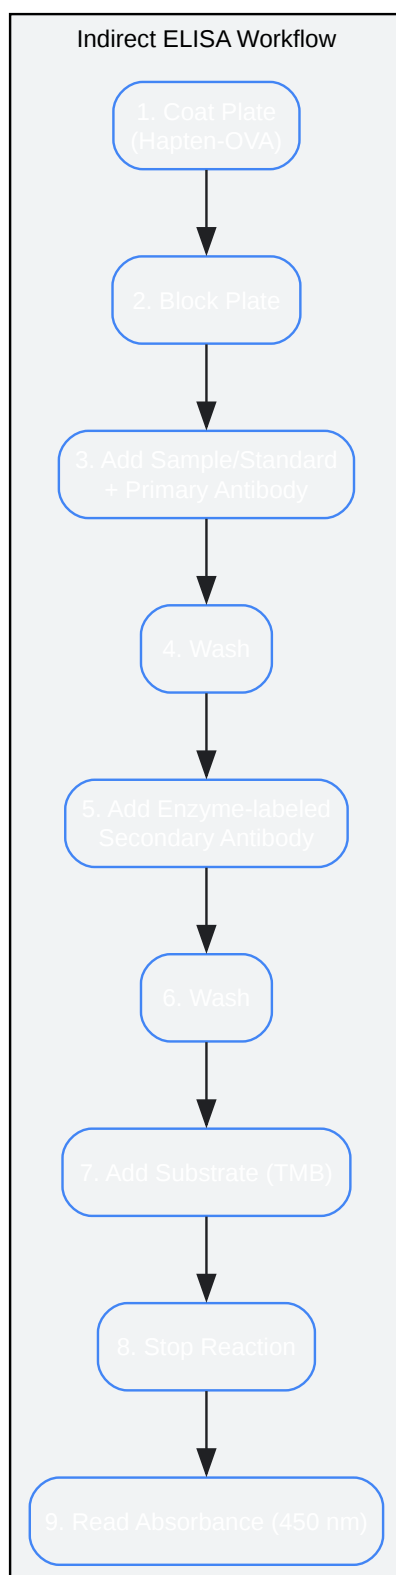 Indirect ELISA Workflow
1. Coat Plate
(Hapten-OVA)
2. Block Plate
3. Add Sample/Standard
+ Primary Antibody
4. Wash
5. Add Enzyme-labeled
Secondary Antibody
6. Wash
7. Add Substrate (TMB)
8. Stop Reaction
9. Read Absorbance (450 nm)